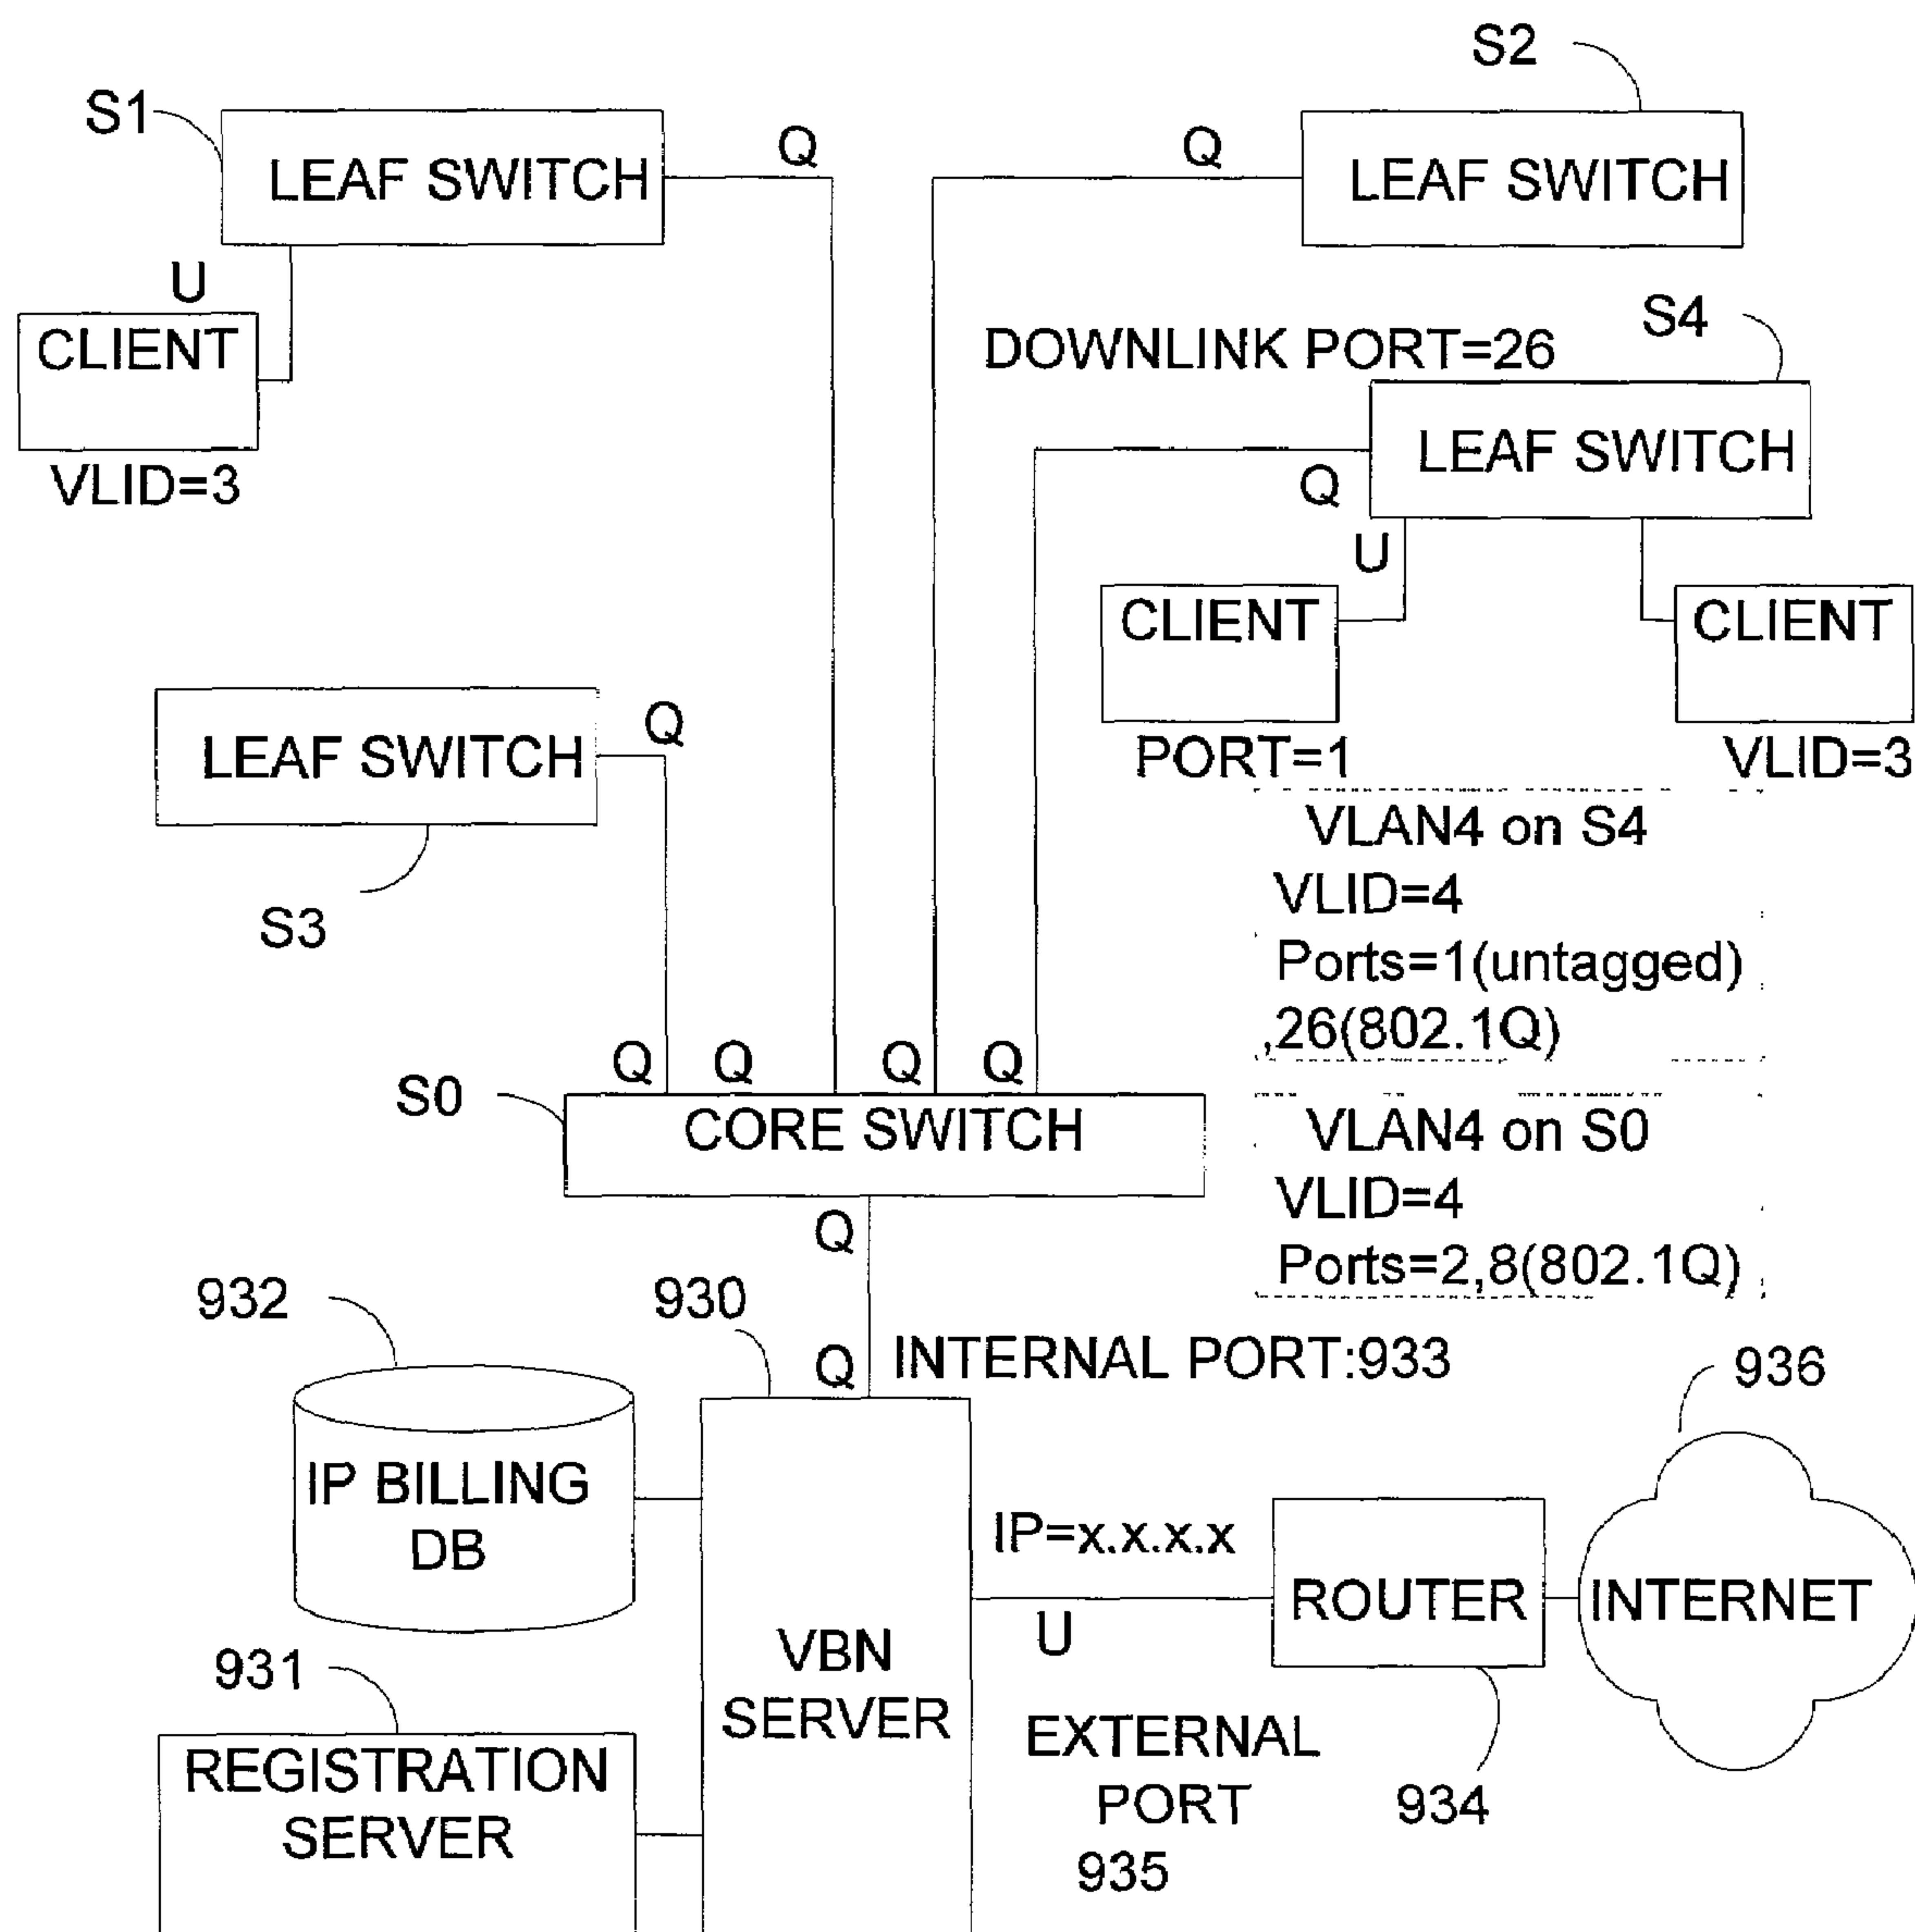 S2
S1
Q
Q
LEAF SWITCH
LEAF SWITCH
U
S4
CLIENT
DOWNLINK PORT=26
LEAF SWITCH
VLID=3
Q
U
CLIENT
CLIENT
Q
LEAF SWITCH
PORT=1
VLID=3
VLAN4 on S4
VLID=4
S3
Ports=1(untagged)
,26(802.1Q)
Q
Q
Q
Q
S0
CORE SWITCH
VLAN4 on S0
VLID=4
Q
Ports=2,8(802.1Q)
932
930
Q
INTERNAL PORT:933
936
IP BILLING
DB
IP=x.x.x.x
ROUTER
INTERNET
U
VBN
SERVER
931
EXTERNAL
PORT
935
934
REGISTRATION
SERVER